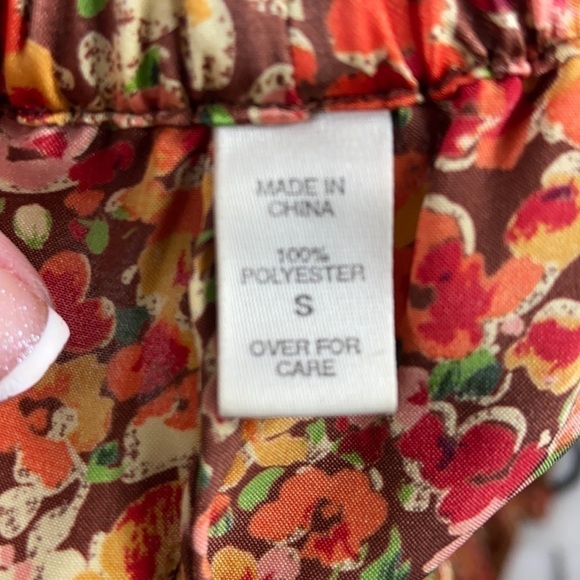 MADE IN
CHINA
100%
POLYESTER
S
OVER FOR
CARE